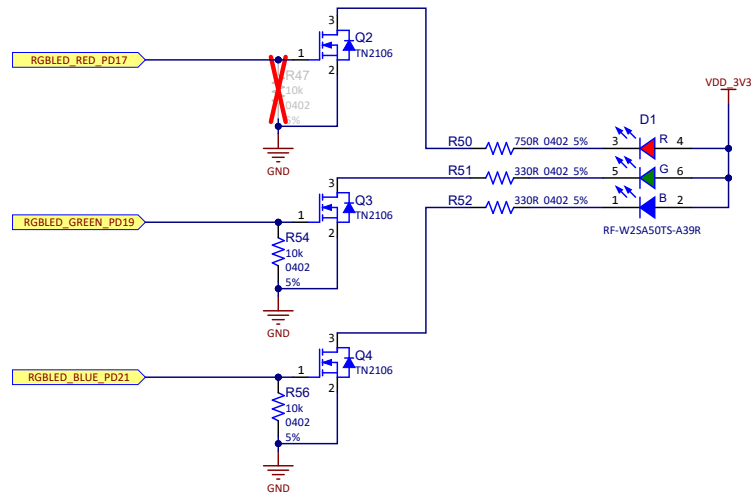 3
Q2
RGBLED_RED_PD17
1
TN2106
2
R47
10k
0402
5%
GND
VDD_3V3
D1
R50
750R 0402 5%
3
R
4
R51
330R 0402 5%
5
G
6
R52
330R 0402 5%
1
B
2
RF-W2SA50TS-A39R
3
Q3
RGBLED_GREEN_PD19
1
TN2106
2
R54
10k
0402
5%
GND
3
Q4
RGBLED_BLUE_PD21
1
TN2106
2
R56
10k
0402
5%
GND